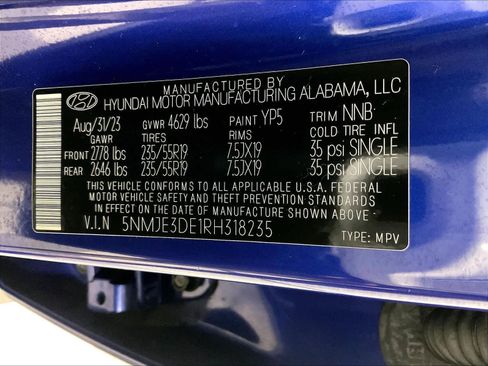 MANUFACTURED BY
HYUNDAI MOTOR MANUFACTURING ALABAMA, LLC
Aug/31/23 GVWR 4629 lbs PAINT YP5 TRIM NNB
GAWR TIRES RIMS COLD TIRE INFL
FRONT 2778 lbs 235/55R19 7.5JX19 35 psi SINGLE
REAR 2646 lbs 235/55R19 7.5JX19 35 psi SINGLE
THIS VEHICLE CONFORMS TO ALL APPLICABLE U.S.A. FEDERAL
MOTOR VEHICLE SAFETY AND THEFT PREVENTION STANDARDS
IN EFFECT ON THE DATE OF MANUFACTURE SHOWN ABOVE.
V.I.N 5NMJE3DE1RH318235 TYPE: MPV